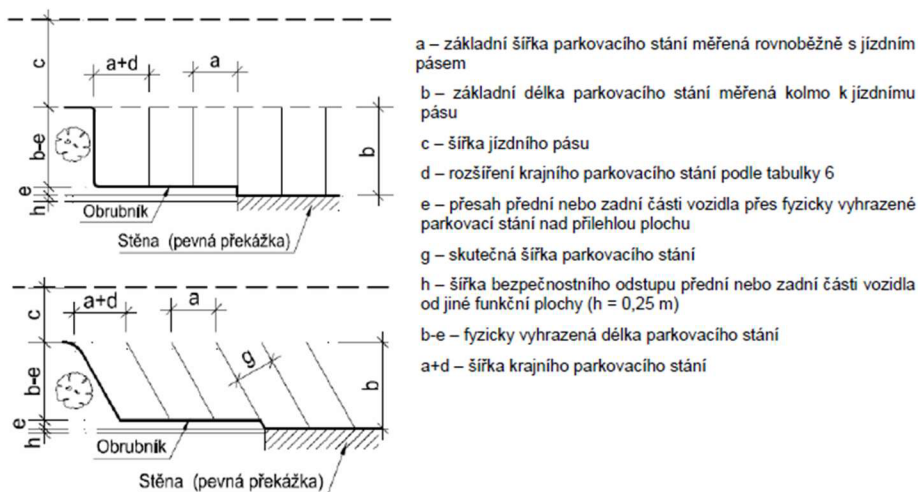 a+d
a
c
b-e
b
e
h
Obrubník
Stěna (pevná překážka)
a+d
a
c
g
b-e
b
e
h
Obrubník
Stěna (pevná překážka)
a – základní šířka parkovacího stání měřená rovnoběžně s jízdním
pásem
b – základní délka parkovacího stání měřená kolmo k jízdnímu
pásu
c – šířka jízdního pásu
d – rozšíření krajního parkovacího stání podle tabulky 6
e – přesah přední nebo zadní části vozidla přes fyzicky vyhrazené
parkovací stání nad přilehlou plochu
g – skutečná šířka parkovacího stání
h – šířka bezpečnostního odstupu přední nebo zadní části vozidla
od jiné funkční plochy (h = 0,25 m)
b-e – fyzicky vyhrazená délka parkovacího stání
a+d – šířka krajního parkovacího stání